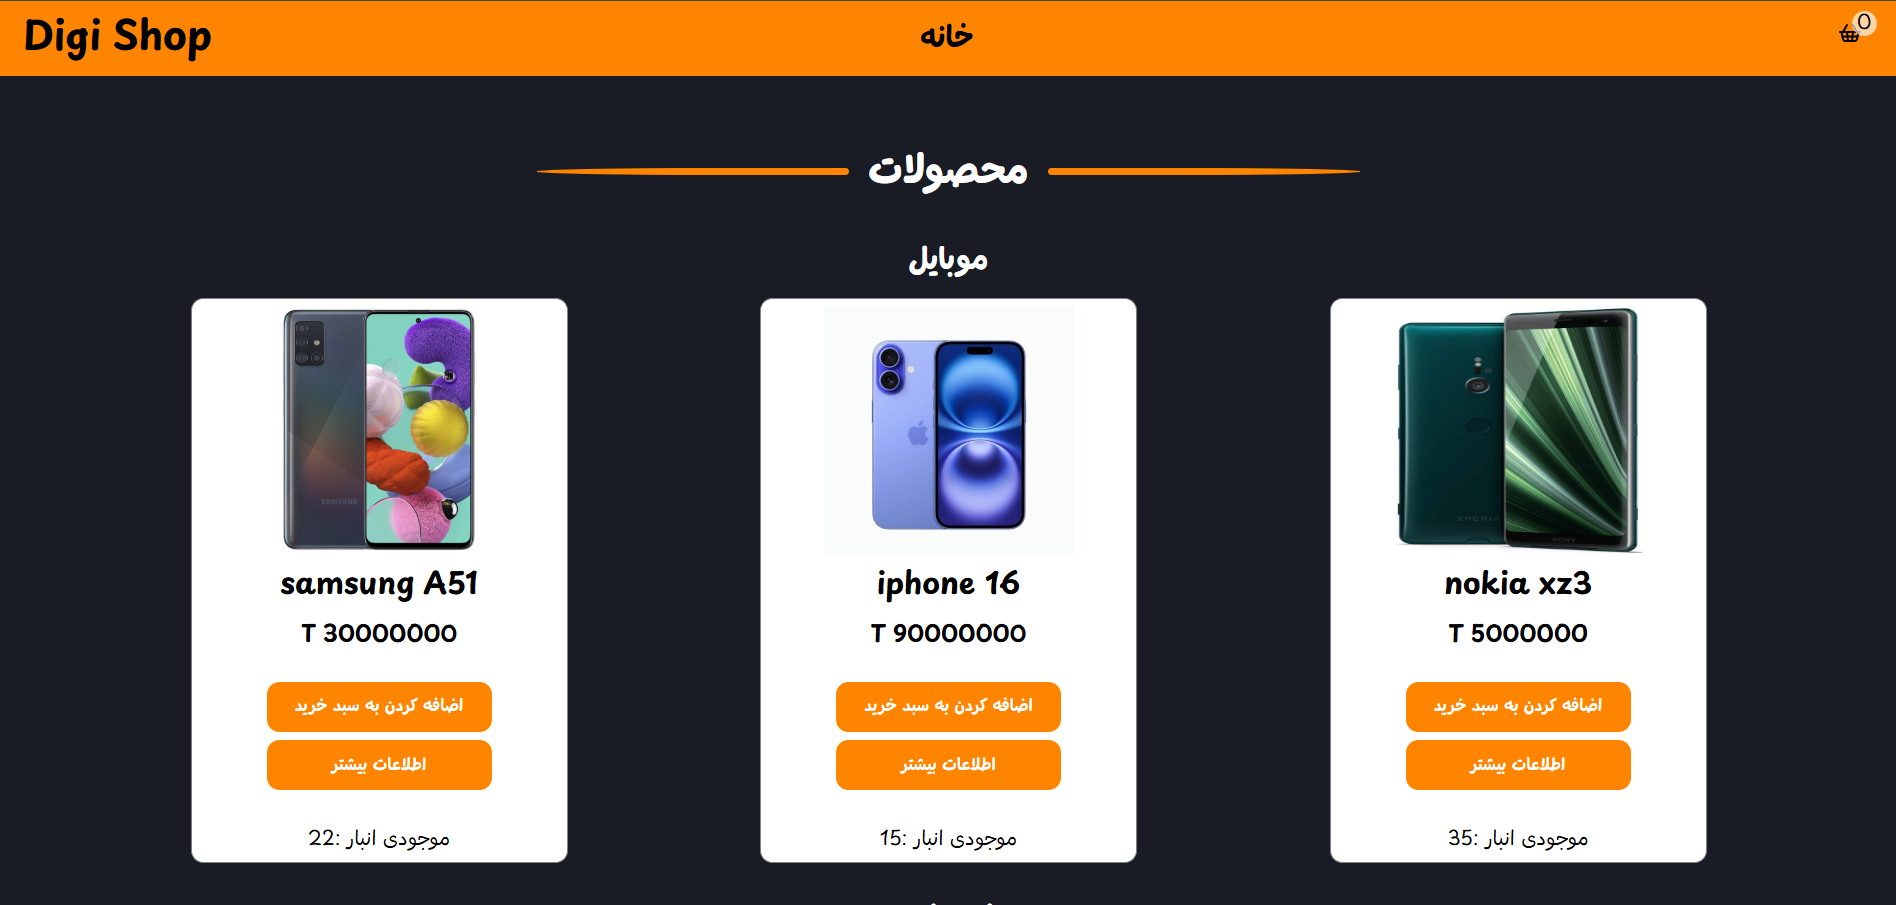 Digi Shop
خانه
0
محصولات
موبایل
SAMSUNG
XPERIA
SONY
samsung A51
iphone 16
nokia xz3
T 30000000
T 90000000
T 5000000
اضافه کردن به سبد خرید
اضافه کردن به سبد خرید
اضافه کردن به سبد خرید
اطلاعات بیشتر
اطلاعات بیشتر
اطلاعات بیشتر
موجودی انبار :22
موجودی انبار :15
موجودی انبار :35